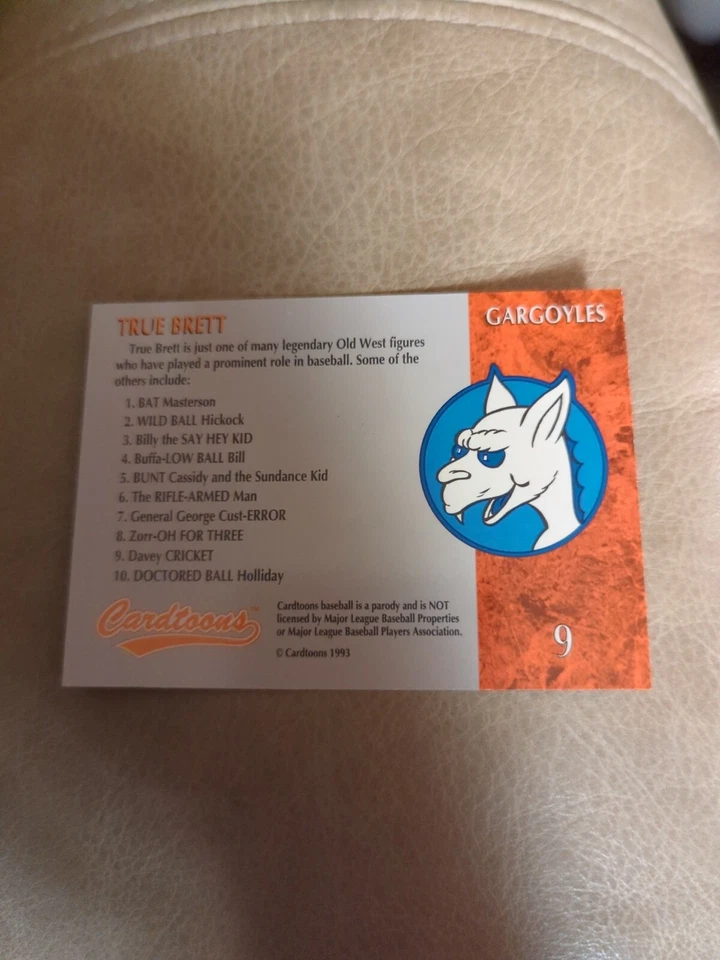 TRUE BRETT
True Brett is just one of many legendary Old West figures
who have played a prominent role in baseball. Some of the
others include:
1. BAT Masterson
2. WILD BALL Hickock
3. Billy the SAY HEY KID
4. Buffa-LOW BALL Bill
5. BUNT Cassidy and the Sundance Kid
6. The RIFLE-ARMED Man
7. General George Cust-ERROR
8. Zorr-OH FOR THREE
9. Davey CRICKET
10. DOCTORED BALL Holliday
Cardtoons™
Cardtoons baseball is a parody and is NOT
licensed by Major League Baseball Properties
or Major League Baseball Players Association.
© Cardtoons 1993
GARGOYLES
9